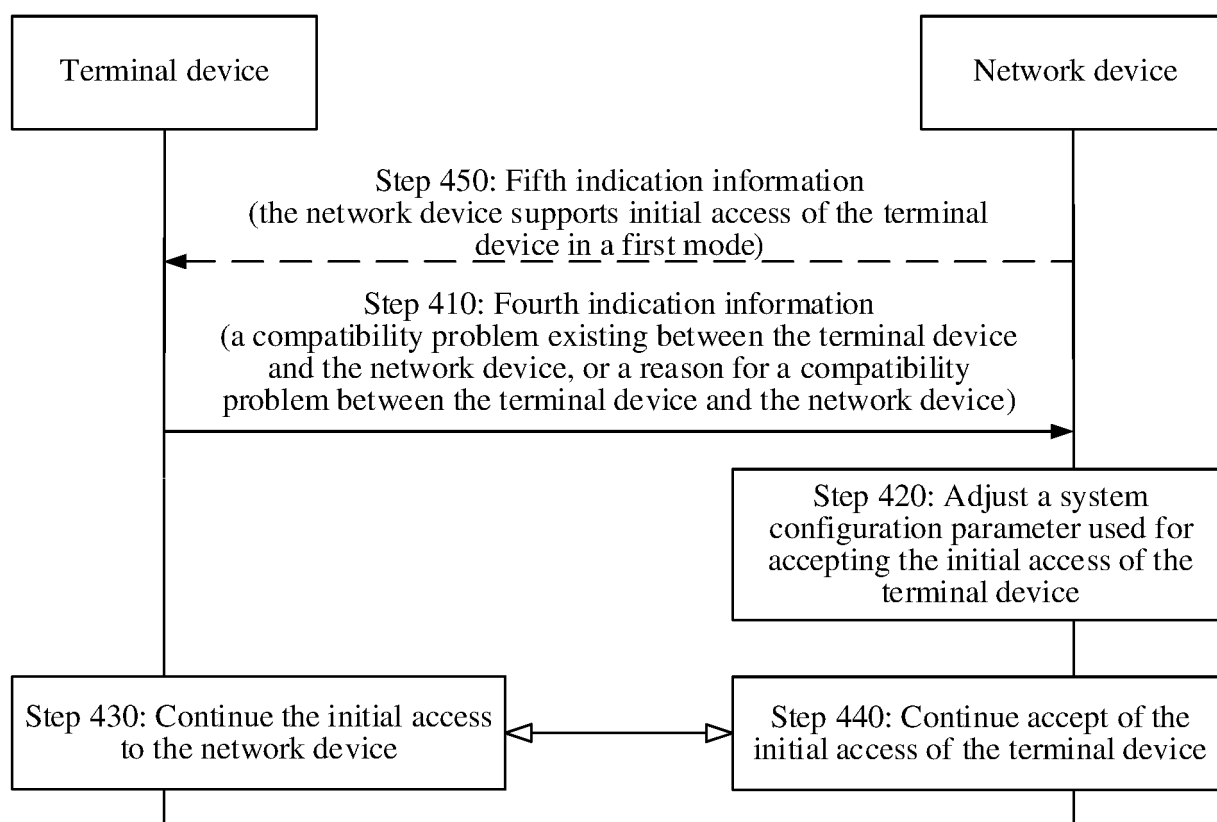 Terminal device
Network device
Step 450: Fifth indication information
(the network device supports initial access of the terminal
device in a first mode)
Step 410: Fourth indication information
(a compatibility problem existing between the terminal device
and the network device, or a reason for a compatibility
problem between the terminal device and the network device)
Step 420: Adjust a system
configuration parameter used for
accepting the initial access of the
terminal device
Step 430: Continue the initial access
to the network device
Step 440: Continue accept of the
initial access of the terminal device